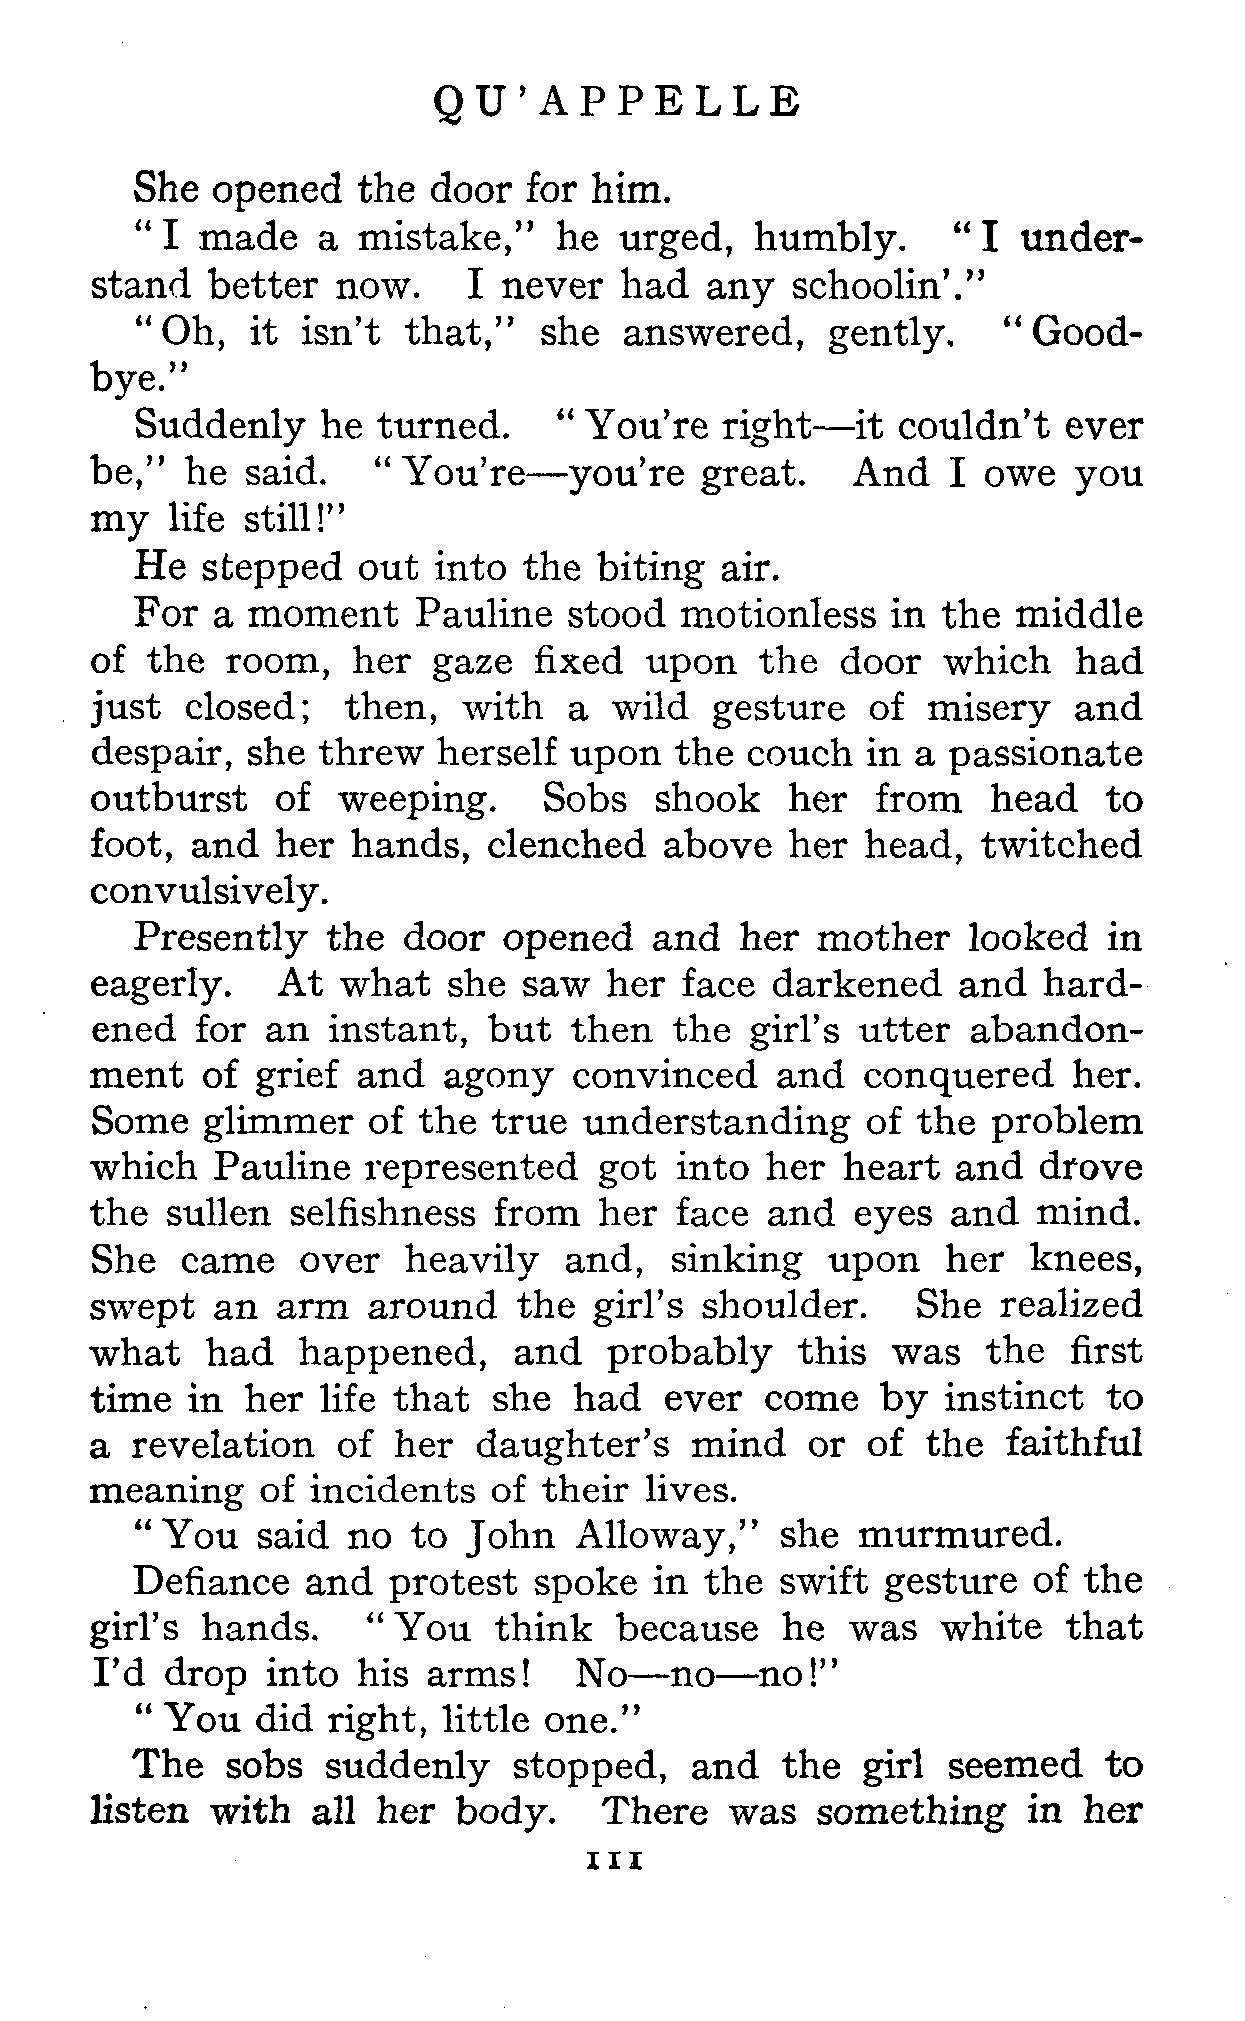 QU'APPELLE
She opened the door for him.
"I made a mistake," he urged, humbly. "I under-
stand better now. I never had any schoolin'."
"Oh, it isn't that," she answered, gently. "Good-
bye."
Suddenly he turned. "You're right—it couldn't ever
be," he said. "You're—you're great. And I owe you
my life still!"
He stepped out into the biting air.
For a moment Pauline stood motionless in the middle
of the room, her gaze fixed upon the door which had
just closed; then, with a wild gesture of misery and
despair, she threw herself upon the couch in a passionate
outburst of weeping. Sobs shook her from head to
foot, and her hands, clenched above her head, twitched
convulsively.
Presently the door opened and her mother looked in
eagerly. At what she saw her face darkened and hard-
ened for an instant, but then the girl's utter abandon-
ment of grief and agony convinced and conquered her.
Some glimmer of the true understanding of the problem
which Pauline represented got into her heart and drove
the sullen selfishness from her face and eyes and mind.
She came over heavily and, sinking upon her knees,
swept an arm around the girl's shoulder. She realized
what had happened, and probably this was the first
time in her life that she had ever come by instinct to
a revelation of her daughter's mind or of the faithful
meaning of incidents of their lives.
"You said no to John Alloway," she murmured.
Defiance and protest spoke in the swift gesture of the
girl's hands. "You think because he was white that
I'd drop into his arms! No—no—no!"
"You did right, little one."
The sobs suddenly stopped, and the girl seemed to
listen with all her body. There was something in her
111